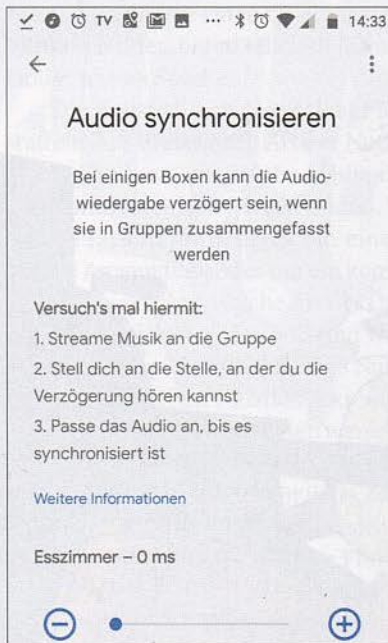 TV ... 14:33
Audio synchronisieren
Bei einigen Boxen kann die Audio-
wiedergabe verzögert sein, wenn
sie in Gruppen zusammengefasst
werden
Versuch's mal hiermit:
1. Streame Musik an die Gruppe
2. Stell dich an die Stelle, an der du die
Verzögerung hören kannst
3. Passe das Audio an, bis es
synchronisiert ist
Weitere Informationen
Esszimmer – 0 ms